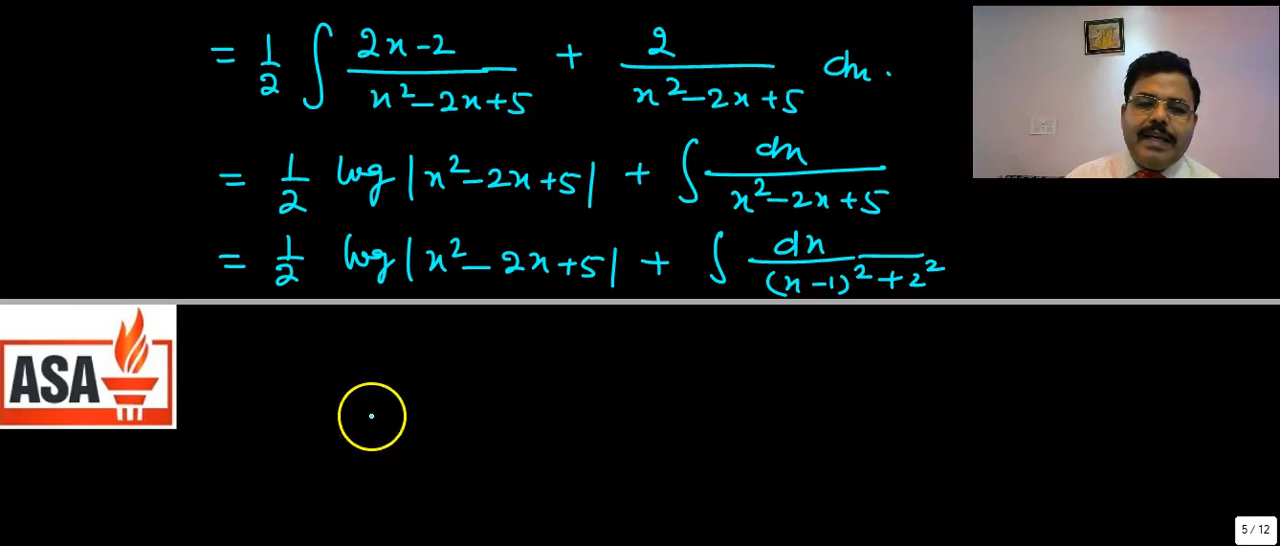 = 1/2 ∫ (2x-2)/(x²-2x+5) + 2/(x²-2x+5) dx.
= 1/2 log|x²-2x+5| + ∫ dx/(x²-2x+5)
= 1/2 log|x²-2x+5| + ∫ dx/((x-1)²+2²)
ASA
5 / 12